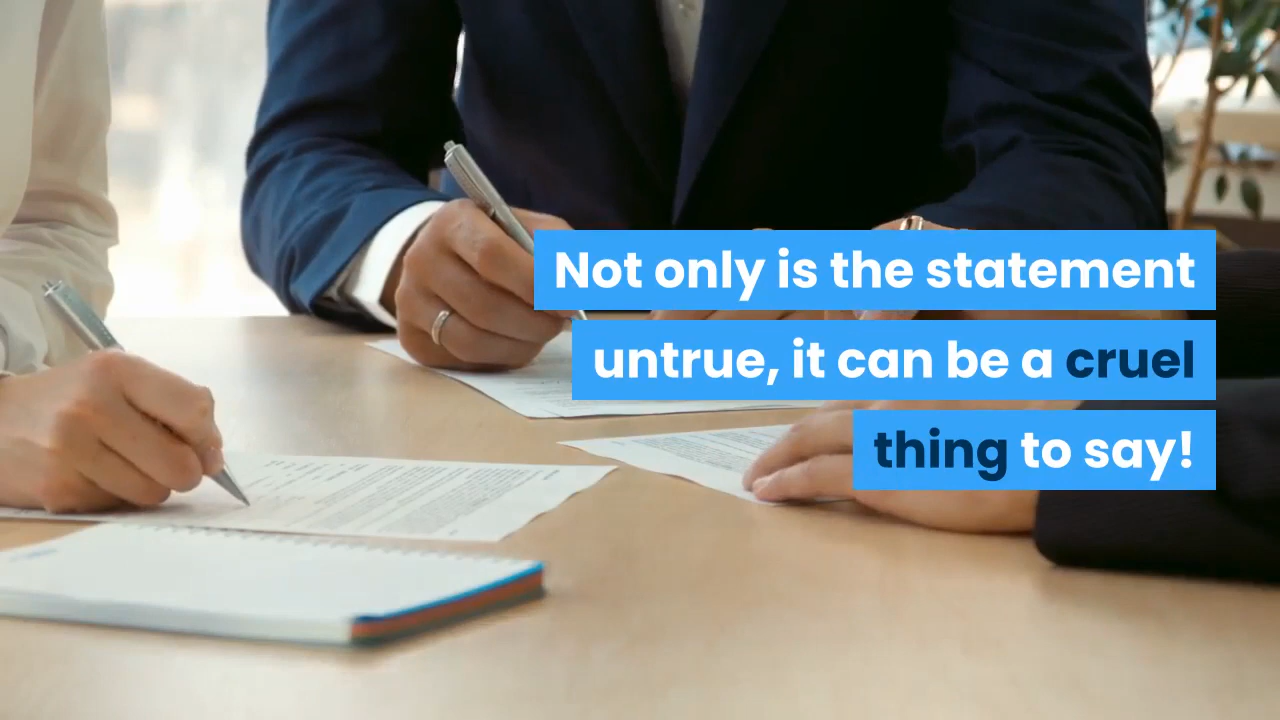 Not only is the statement
untrue, it can be a cruel
thing to say!